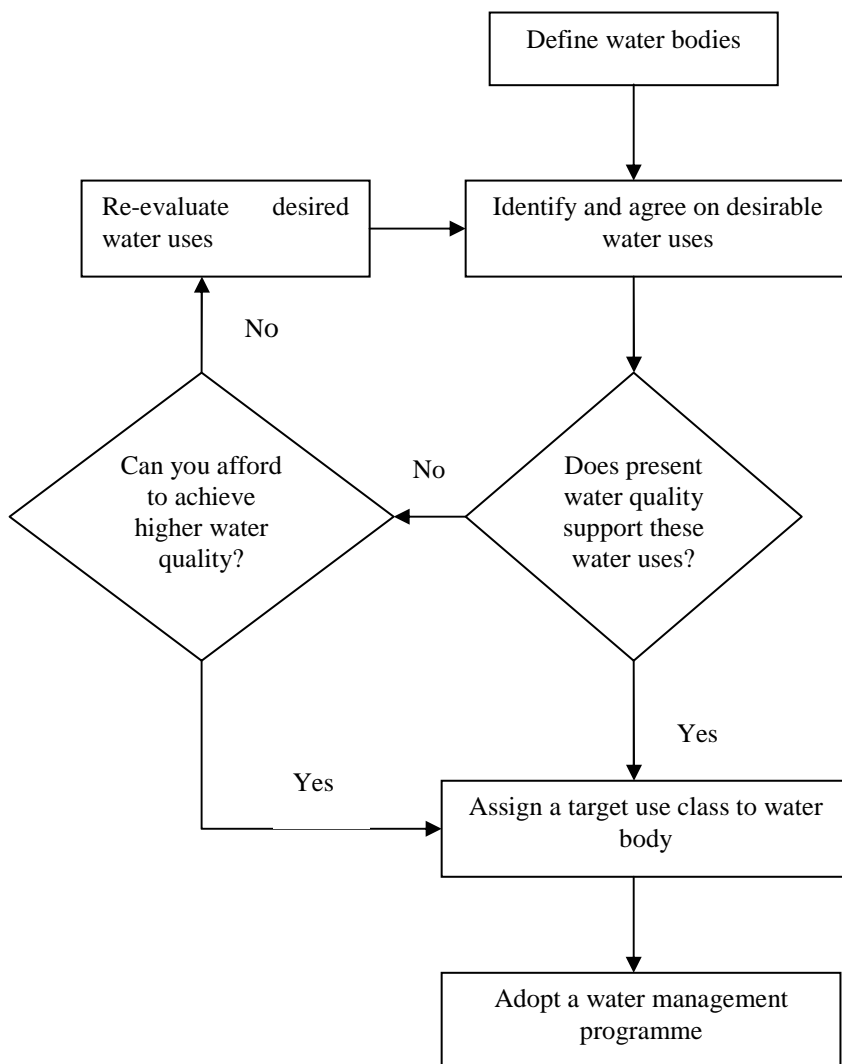 Define water bodies
Re-evaluate desired
water uses
Identify and agree on desirable
water uses
No
Can you afford
to achieve
higher water
quality?
No
Does present
water quality
support these
water uses?
Yes
Yes
Assign a target use class to water
body
Adopt a water management
programme